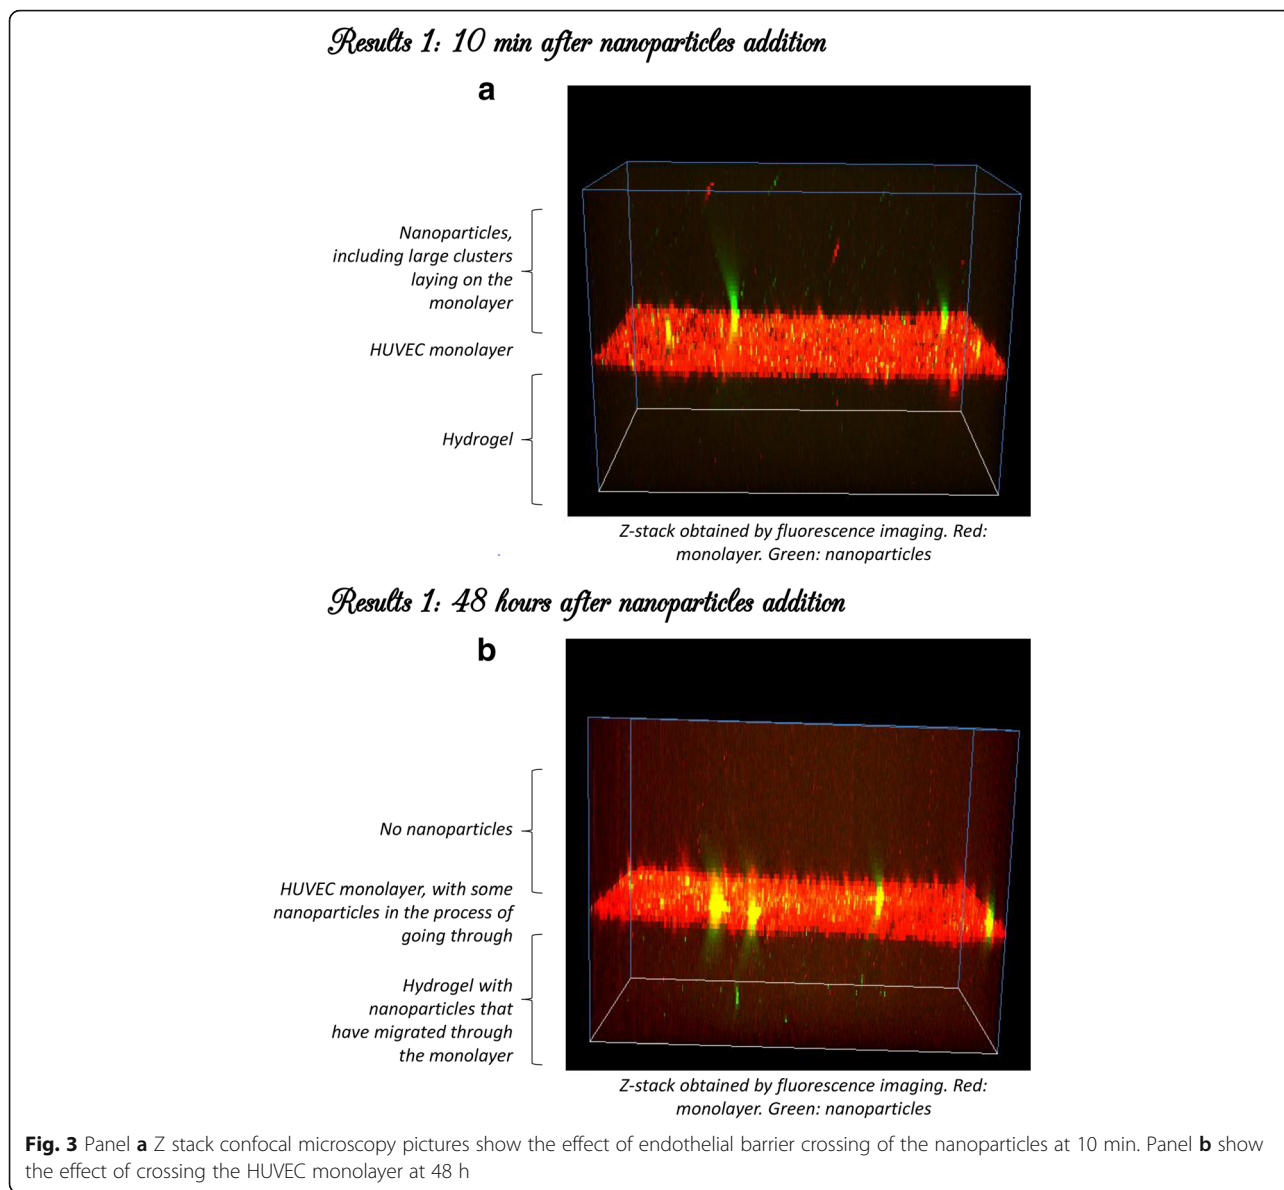 Results 1: 10 min after nanoparticles addition
a
Nanoparticles,
including large clusters
laying on the
monolayer
HUVEC monolayer
Hydrogel
Z-stack obtained by fluorescence imaging. Red:
monolayer. Green: nanoparticles
Results 1: 48 hours after nanoparticles addition
b
No nanoparticles
HUVEC monolayer, with some
nanoparticles in the process of
going through
Hydrogel with
nanoparticles that
have migrated through
the monolayer
Z-stack obtained by fluorescence imaging. Red:
monolayer. Green: nanoparticles
Fig. 3 Panel a Z stack confocal microscopy pictures show the effect of endothelial barrier crossing of the nanoparticles at 10 min. Panel b show
the effect of crossing the HUVEC monolayer at 48 h